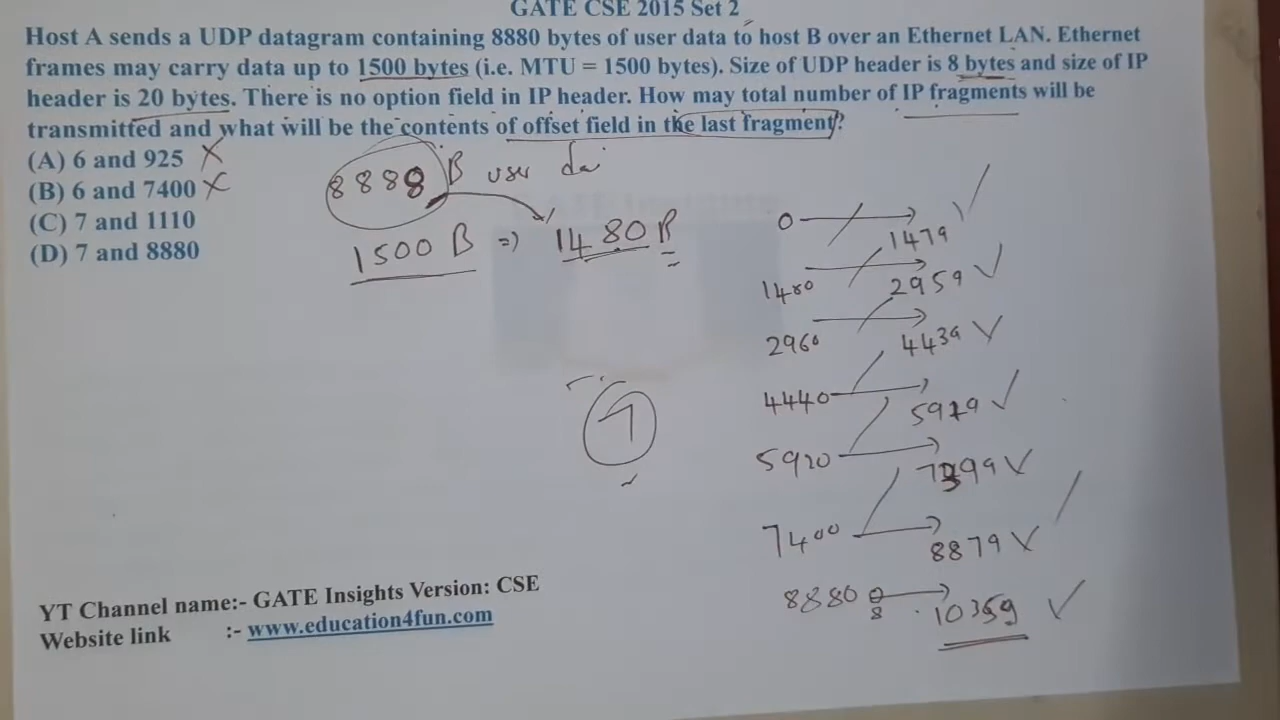 GATE CSE 2015 Set 2
Host A sends a UDP datagram containing 8880 bytes of user data to host B over an Ethernet LAN. Ethernet
frames may carry data up to 1500 bytes (i.e. MTU = 1500 bytes). Size of UDP header is 8 bytes and size of IP
header is 20 bytes. There is no option field in IP header. How may total number of IP fragments will be
transmitted and what will be the contents of offset field in the last fragment?
(A) 6 and 925 X
(B) 6 and 7400 X
(C) 7 and 1110
(D) 7 and 8880
8888 B user dai
1500 B => 1480 B
7
0 → 1479 ✓
1480 → 2959 ✓
2960 → 4439 ✓
4440 → 5919 ✓
5920 → 7399 ✓
7400 → 8879 ✓
8880 → 10359 ✓
8
YT Channel name:- GATE Insights Version: CSE
Website link :- www.education4fun.com